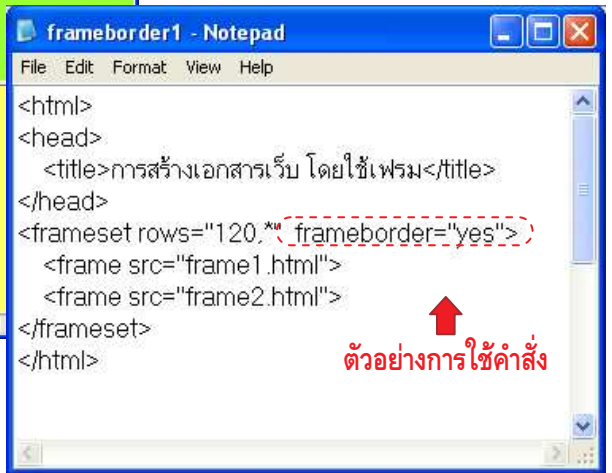 frameborder1 - Notepad
File Edit Format View Help
<html>
<head>
<title>การสร้างเอกสารเว็บ โดยใช้เฟรม</title>
</head>
<frameset rows="120,*" frameborder="yes">
<frame src="frame1.html">
<frame src="frame2.html">
</frameset>
</html>
ตัวอย่างการใช้คำสั่ง